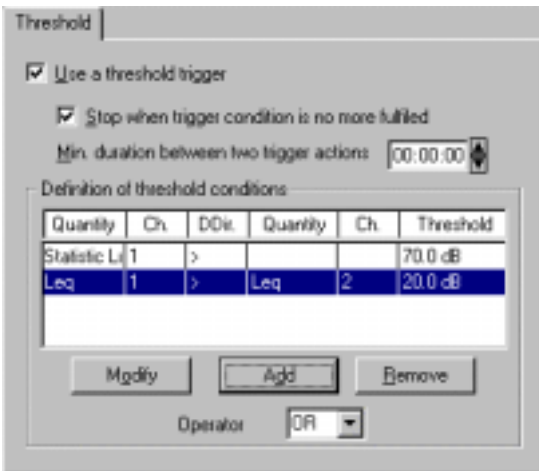 Threshold
Use a threshold trigger
Stop when trigger condition is no more fulfilled
Min. duration between two trigger actions 00:00:00
Definition of threshold conditions
Quantity Ch. DDir. Quantity Ch. Threshold
Statistic 1 > 70.0 dB
Leq 1 > Leq 2 20.0 dB
Modify Add Remove
Operator OR